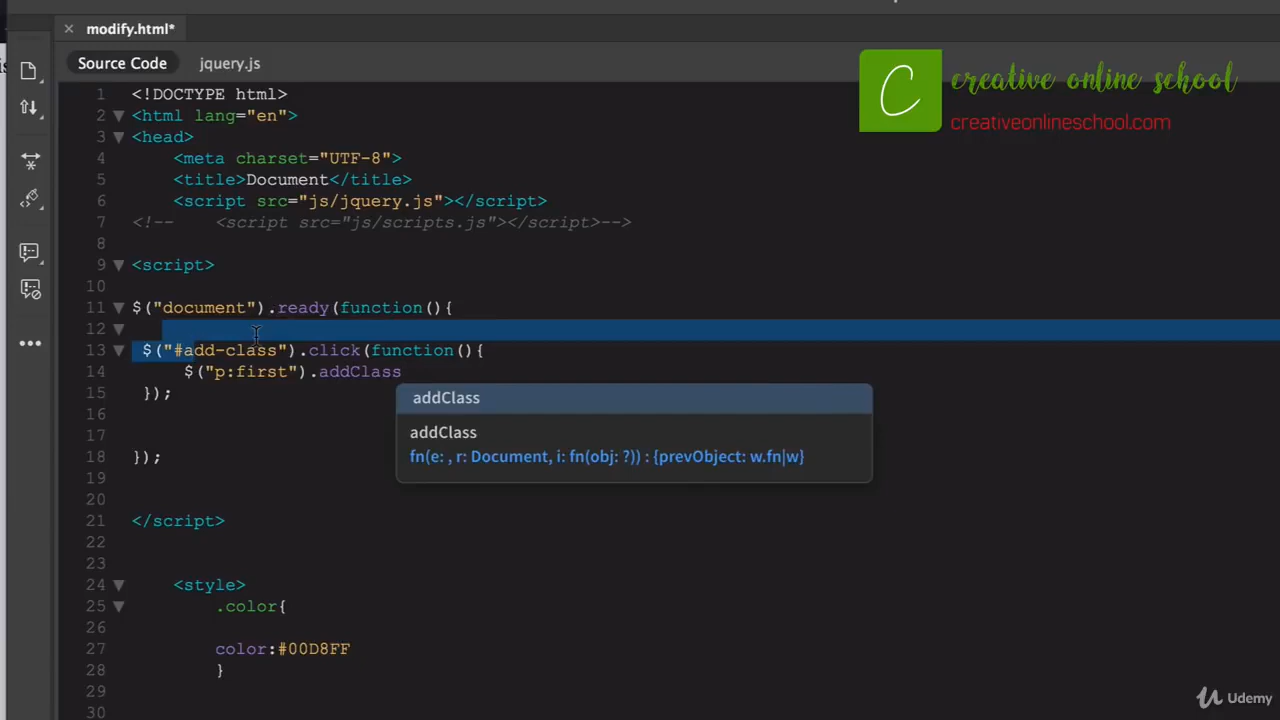 modify.html*
Source Code jquery.js
creative online school
creativeonlineschool.com
1 <!DOCTYPE html>
2 <html lang="en">
3 <head>
4 <meta charset="UTF-8">
5 <title>Document</title>
6 <script src="js/jquery.js"></script>
7 <!-- <script src="js/scripts.js"></script>-->
8
9 <script>
10
11 $("document").ready(function(){
12
13 $("#add-class").click(function(){
14 $("p:first").addClass
15 });
16
17
18 });
19
20
21 </script>
22
23
24 <style>
25 .color{
26
27 color:#00D8FF
28 }
29
30
addClass
addClass
fn(e: , r: Document, i: fn(obj: ?)) : {prevObject: w.fn|w}
Udemy